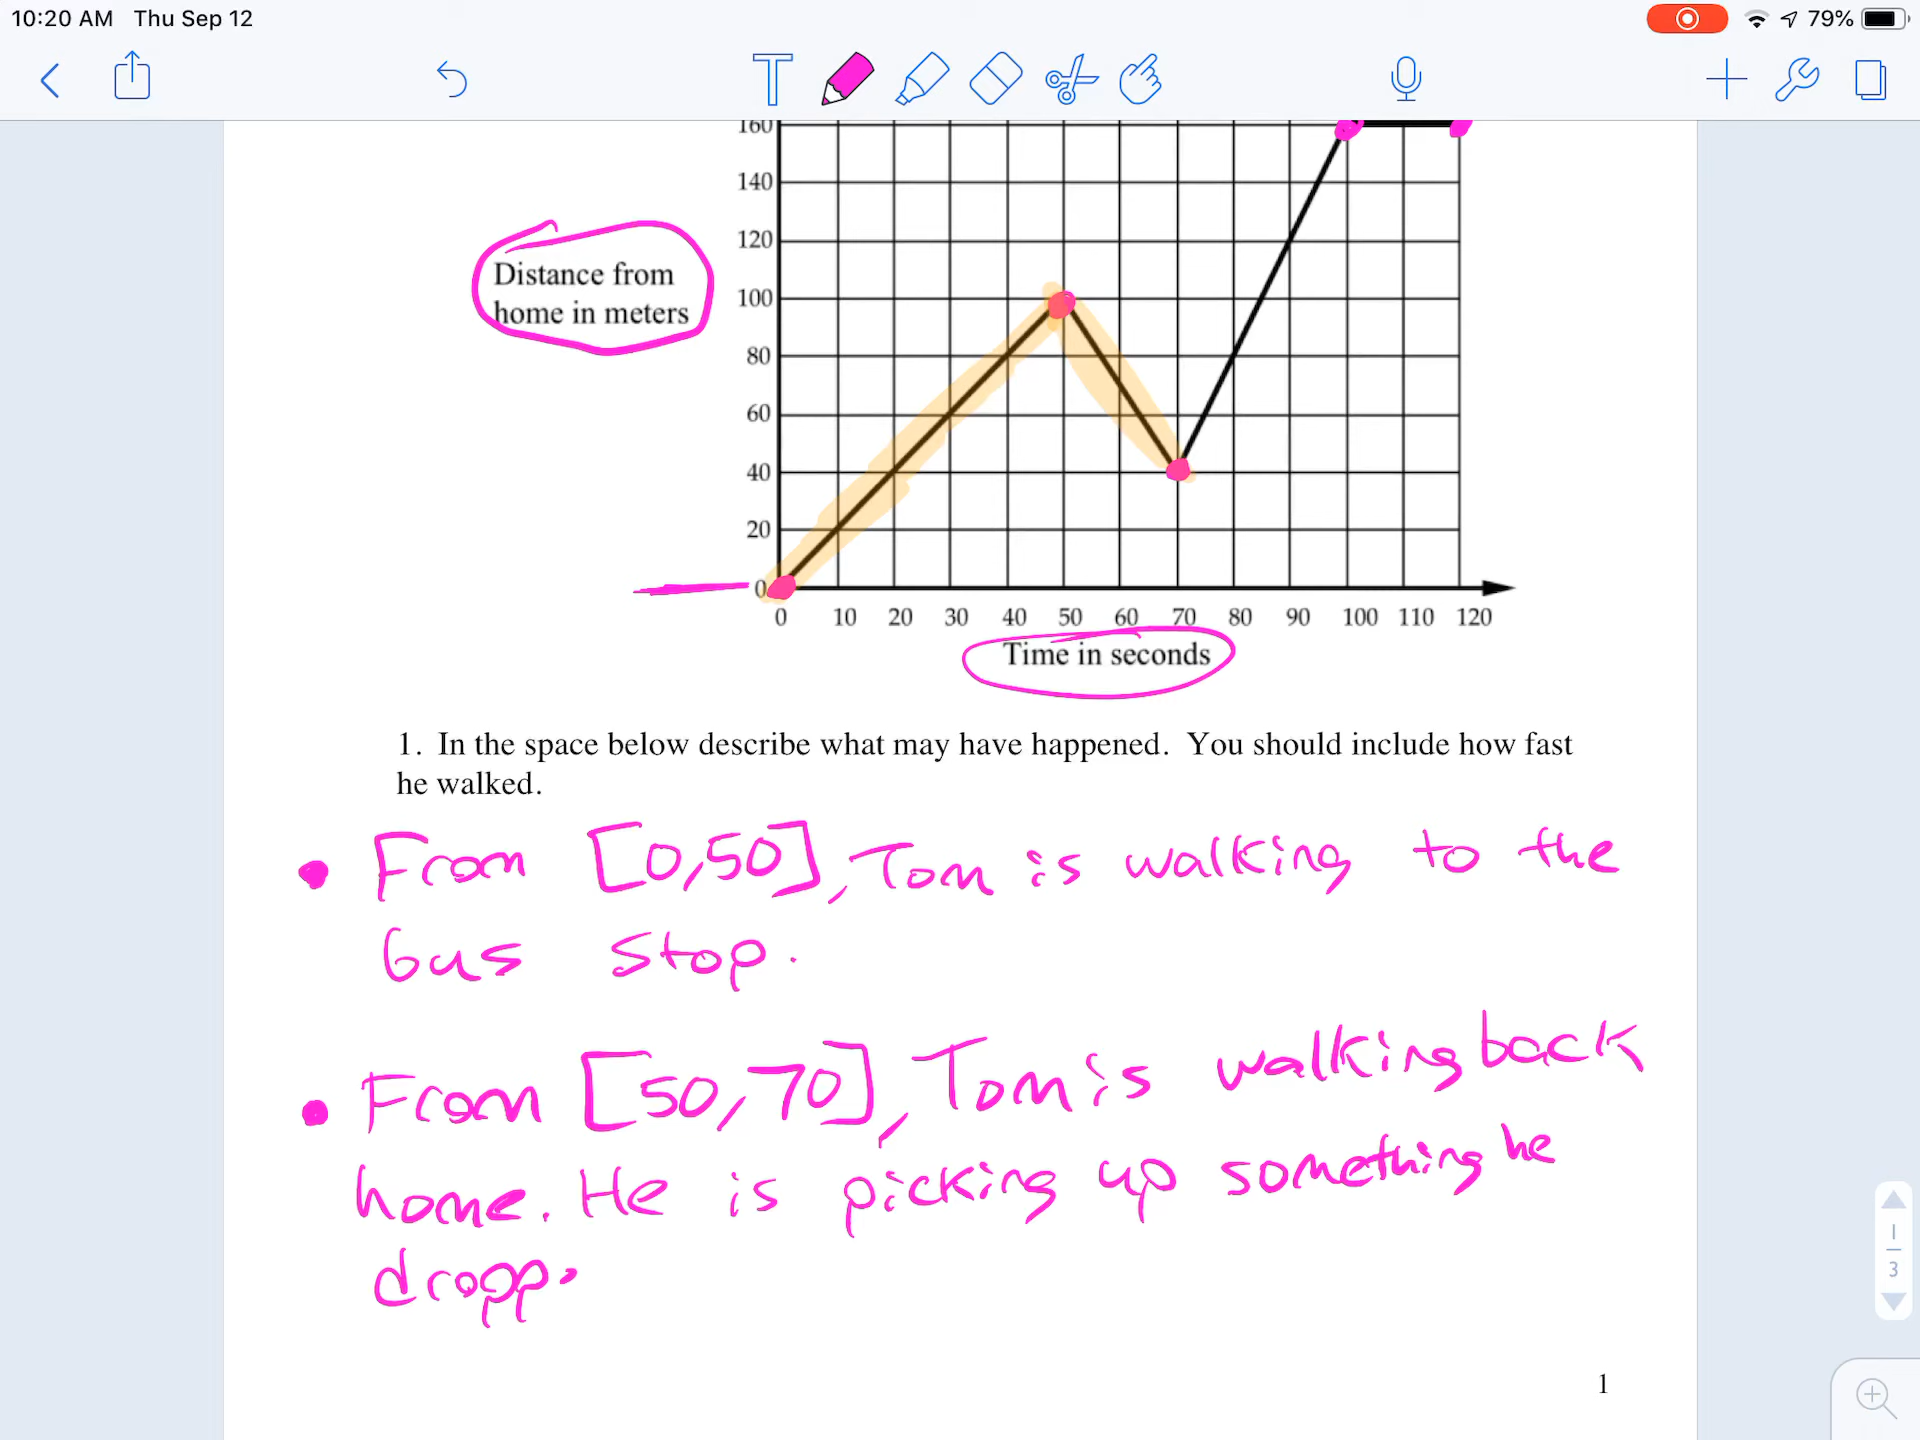 10:20 AM Thu Sep 12
79%
T
160
140
120
100
80
60
40
20
0
Distance from
home in meters
0 10 20 30 40 50 60 70 80 90 100 110 120
Time in seconds
1. In the space below describe what may have happened. You should include how fast
he walked.
• From [0,50], Tom is walking to the
bus stop.
• From [50,70], Tom is walking back
home. He is picking up something he
dropp.
1
3
1